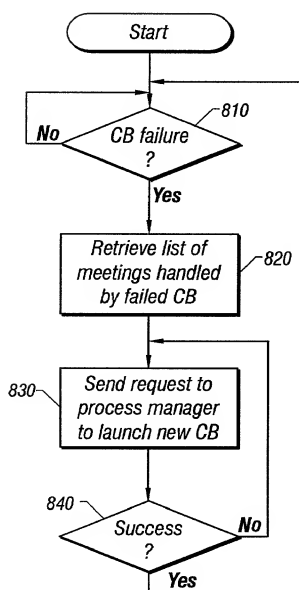 Start
810
No
CB failure
?
Yes
Retrieve list of
meetings handled
by failed CB
820
830
Send request to
process manager
to launch new CB
840
Success
?
No
Yes